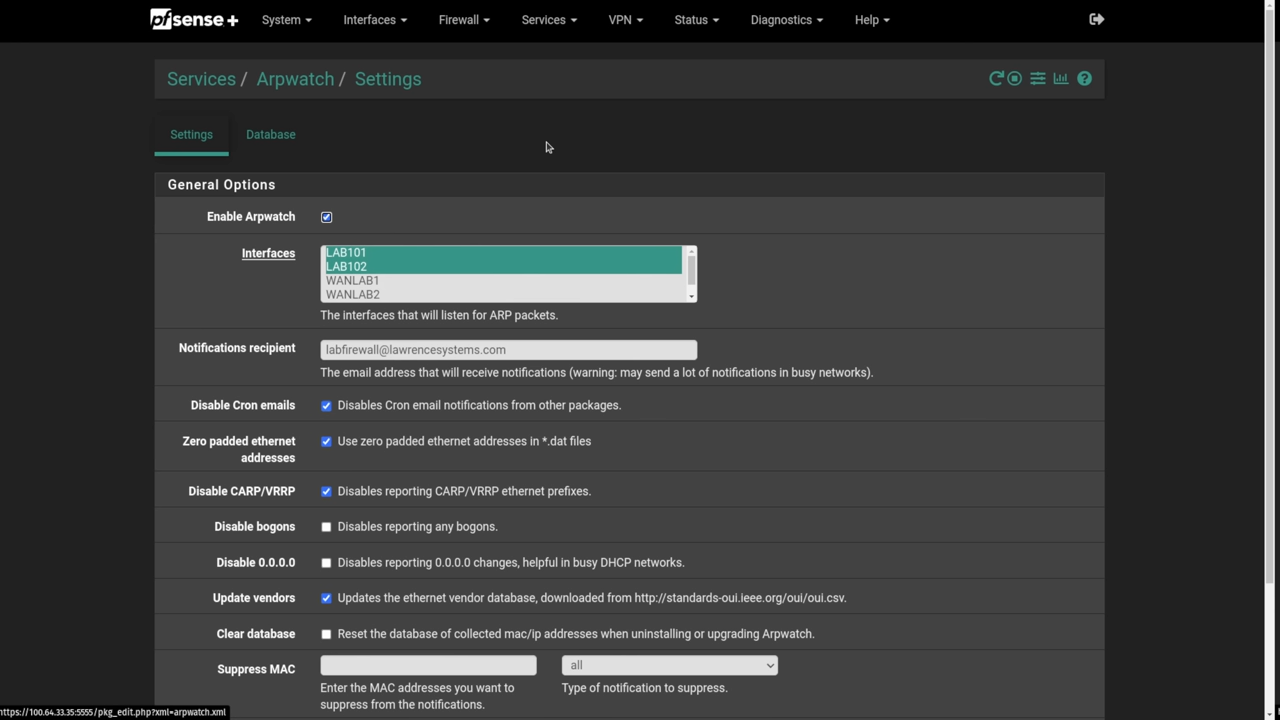 pfsense+ System Interfaces Firewall Services VPN Status Diagnostics Help
Services / Arpwatch / Settings
Settings Database
General Options
Enable Arpwatch
Interfaces
LAB101
LAB102
WANLAB1
WANLAB2
The interfaces that will listen for ARP packets.
Notifications recipient labfirewall@lawrencesystems.com
The email address that will receive notifications (warning: may send a lot of notifications in busy networks).
Disable Cron emails Disables Cron email notifications from other packages.
Zero padded ethernet addresses Use zero padded ethernet addresses in *.dat files
Disable CARP/VRRP Disables reporting CARP/VRRP ethernet prefixes.
Disable bogons Disables reporting any bogons.
Disable 0.0.0.0 Disables reporting 0.0.0.0 changes, helpful in busy DHCP networks.
Update vendors Updates the ethernet vendor database, downloaded from http://standards-oui.ieee.org/oui/oui.csv.
Clear database Reset the database of collected mac/ip addresses when uninstalling or upgrading Arpwatch.
Suppress MAC all
Enter the MAC addresses you want to
suppress from the notifications.
Type of notification to suppress.
https://100.64.33.35:5555/pkg_edit.php?xml=arpwatch.xml